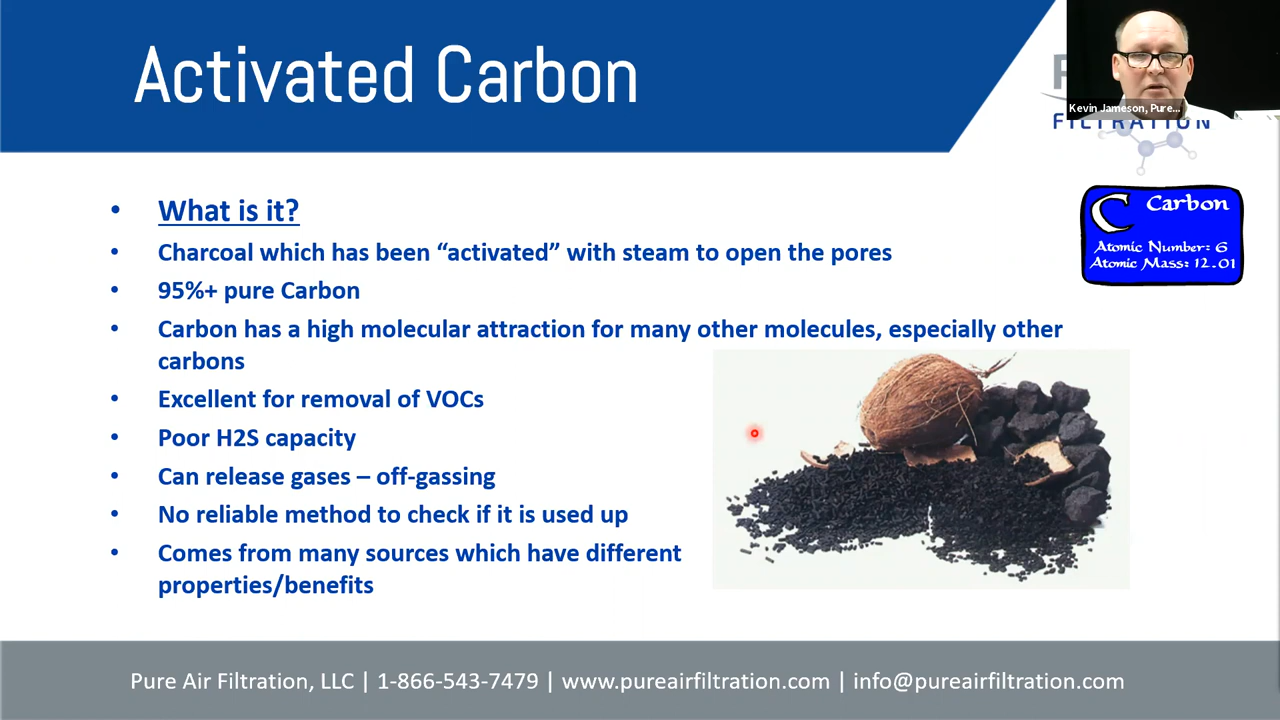 Activated Carbon
Kevin Jameson, Pure...
FILTRATION
C Carbon
Atomic Number: 6
Atomic Mass: 12.01
• What is it?
• Charcoal which has been “activated” with steam to open the pores
• 95%+ pure Carbon
• Carbon has a high molecular attraction for many other molecules, especially other
carbons
• Excellent for removal of VOCs
• Poor H2S capacity
• Can release gases – off-gassing
• No reliable method to check if it is used up
• Comes from many sources which have different
properties/benefits
Pure Air Filtration, LLC | 1-866-543-7479 | www.pureairfiltration.com | info@pureairfiltration.com